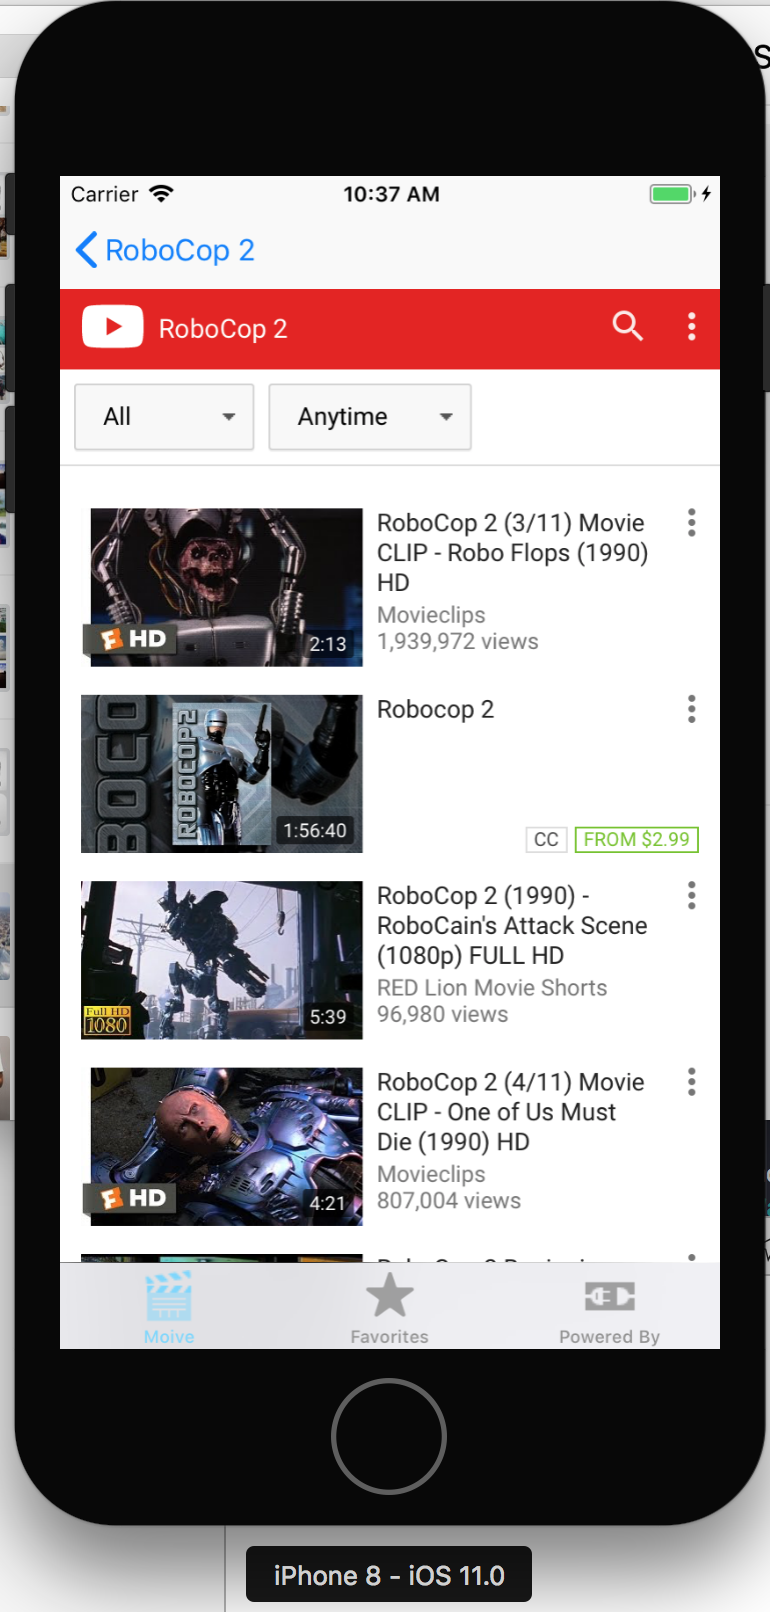 s
Carrier 10:37 AM
RoboCop 2
RoboCop 2
All Anytime
RoboCop 2 (3/11) Movie
CLIP - Robo Flops (1990)
HD
Movieclips
1,939,972 views
HD
2:13
Robocop 2
BOCO
ROBOCOP2
1:56:40
CC FROM $2.99
RoboCop 2 (1990) -
RoboCain's Attack Scene
(1080p) FULL HD
RED Lion Movie Shorts
96,980 views
Full HD
1080
5:39
RoboCop 2 (4/11) Movie
CLIP - One of Us Must
Die (1990) HD
Movieclips
807,004 views
HD
4:21
Moive Favorites Powered By
iPhone 8 - iOS 11.0